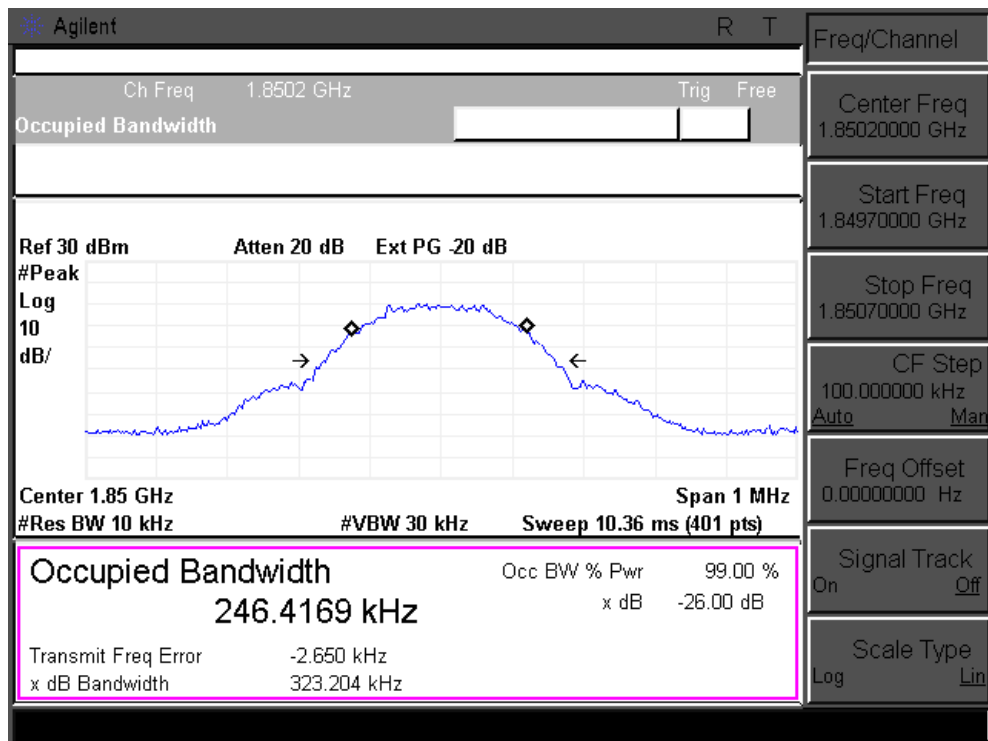 Agilent R T
Ch Freq 1.8502 GHz Trig Free
Occupied Bandwidth
Ref 30 dBm Atten 20 dB Ext PG -20 dB
#Peak
Log
10
dB/
Center 1.85 GHz Span 1 MHz
#Res BW 10 kHz #VBW 30 kHz Sweep 10.36 ms (401 pts)
Occupied Bandwidth Occ BW % Pwr 99.00 %
246.4169 kHz x dB -26.00 dB
Transmit Freq Error -2.650 kHz
x dB Bandwidth 323.204 kHz
Freq/Channel
Center Freq
1.85020000 GHz
Start Freq
1.84970000 GHz
Stop Freq
1.85070000 GHz
CF Step
100.000000 kHz
Auto Man
Freq Offset
0.00000000 Hz
Signal Track
On Off
Scale Type
Log Lin